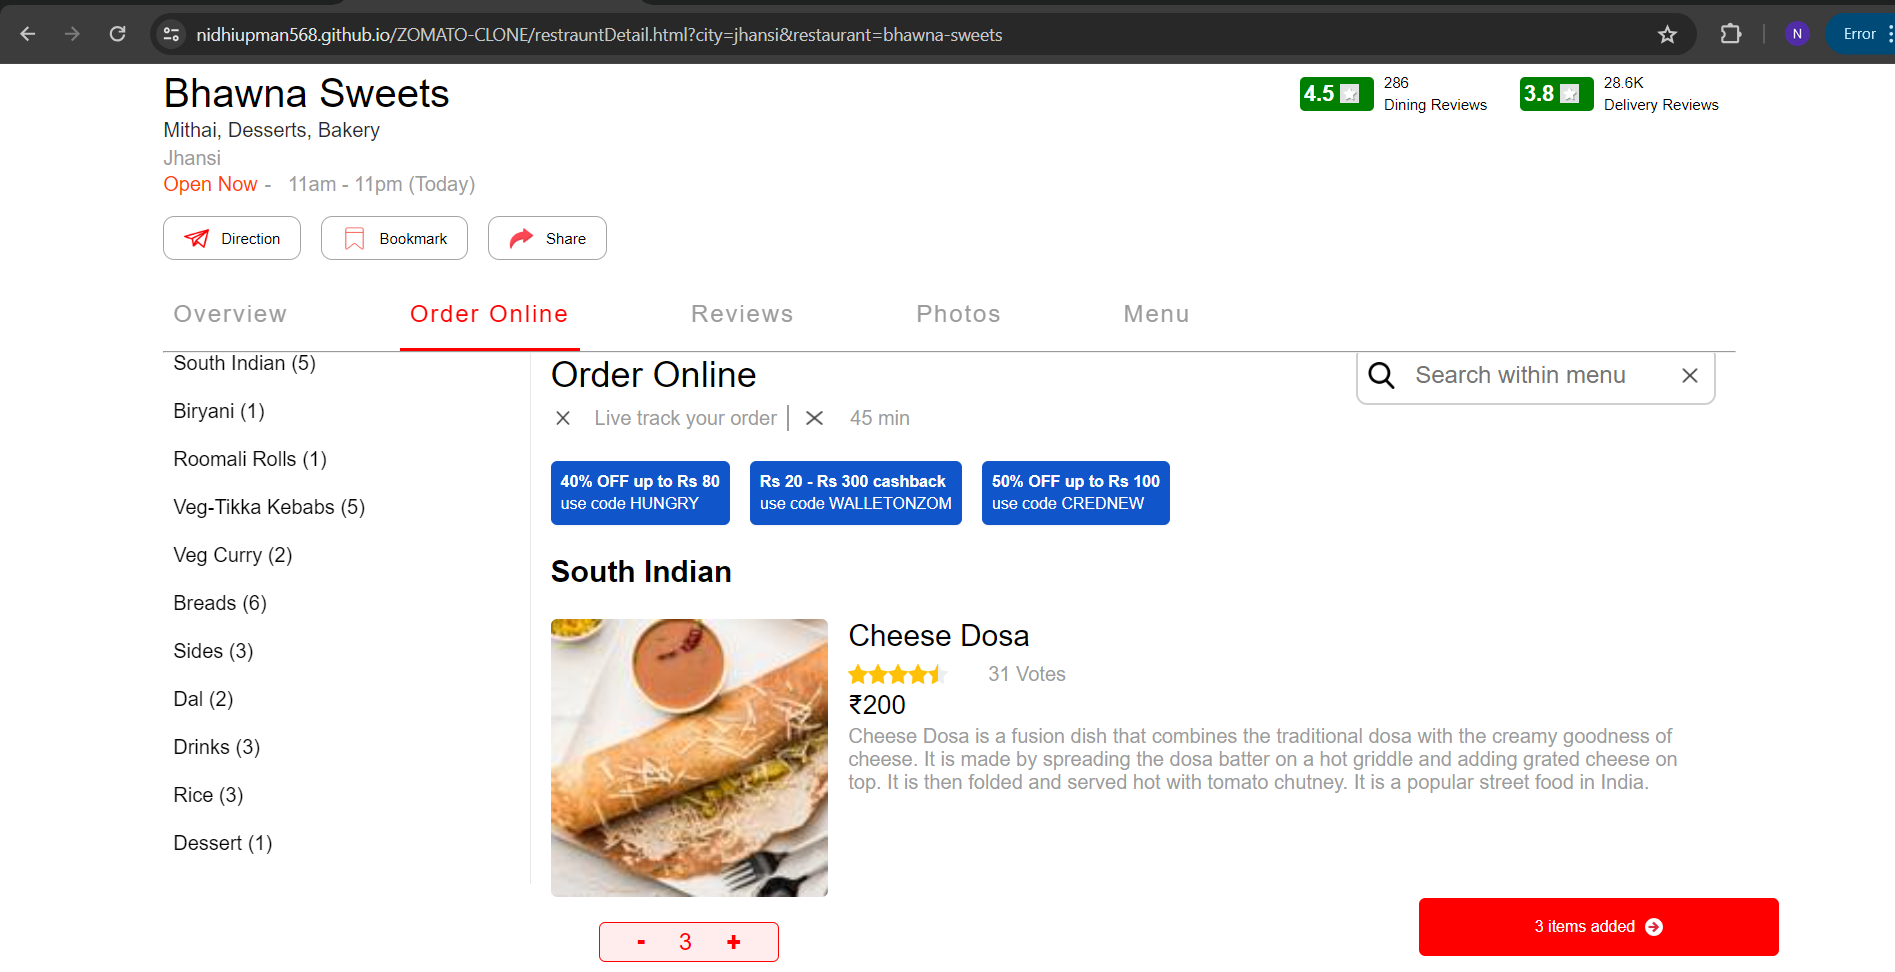 nidhiupman568.github.io/ZOMATO-CLONE/restrauntDetail.html?city=jhansi&restaurant=bhawna-sweets
N
Error
Bhawna Sweets
Mithai, Desserts, Bakery
Jhansi
Open Now - 11am - 11pm (Today)
4.5
286
Dining Reviews
3.8
28.6K
Delivery Reviews
Direction
Bookmark
Share
Overview
Order Online
Reviews
Photos
Menu
South Indian (5)
Biryani (1)
Roomali Rolls (1)
Veg-Tikka Kebabs (5)
Veg Curry (2)
Breads (6)
Sides (3)
Dal (2)
Drinks (3)
Rice (3)
Dessert (1)
Order Online
Search within menu
Live track your order
45 min
40% OFF up to Rs 80
use code HUNGRY
Rs 20 - Rs 300 cashback
use code WALLETONZOM
50% OFF up to Rs 100
use code CREDNEW
South Indian
Cheese Dosa
31 Votes
₹200
Cheese Dosa is a fusion dish that combines the traditional dosa with the creamy goodness of
cheese. It is made by spreading the dosa batter on a hot griddle and adding grated cheese on
top. It is then folded and served hot with tomato chutney. It is a popular street food in India.
- 3 +
3 items added